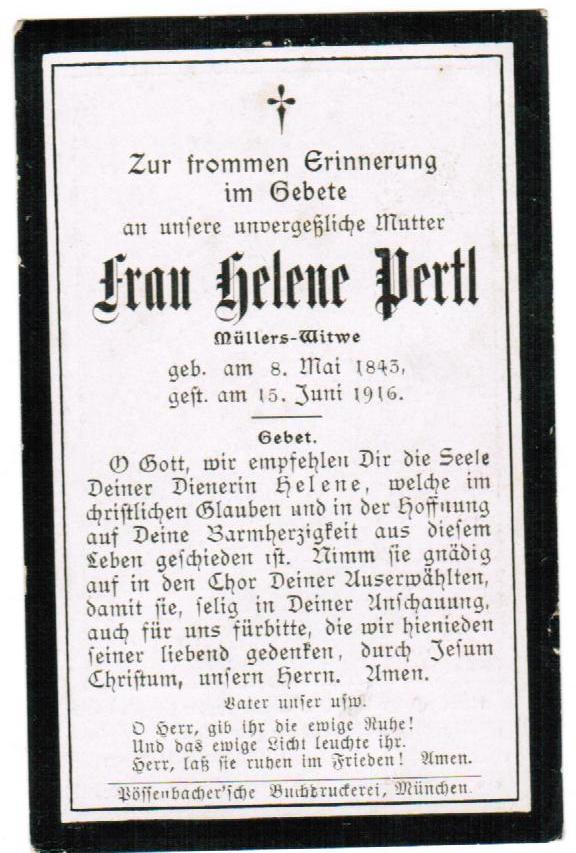 Zur frommen Erinnerung
im Gebete
an unsere unvergeßliche Mutter
Frau Helene Pertl
Müllers-Witwe
geb. am 8. Mai 1843,
gest. am 15. Juni 1916.
Gebet.
O Gott, wir empfehlen Dir die Seele
Deiner Dienerin Helene, welche im
christlichen Glauben und in der Hoffnung
auf Deine Barmherzigkeit aus diesem
Leben geschieden ist. Nimm sie gnädig
auf in den Chor Deiner Auserwählten,
damit sie, selig in Deiner Anschauung,
auch für uns fürbitte, die wir hienieden
seiner liebend gedenken, durch Jesum
Christum, unsern Herrn. Amen.
Vater unser usw.
O Herr, gib ihr die ewige Ruhe!
Und das ewige Licht leuchte ihr.
Herr, laß sie ruhen im Frieden! Amen.
Pössenbacher'sche Buchdruckerei, München.